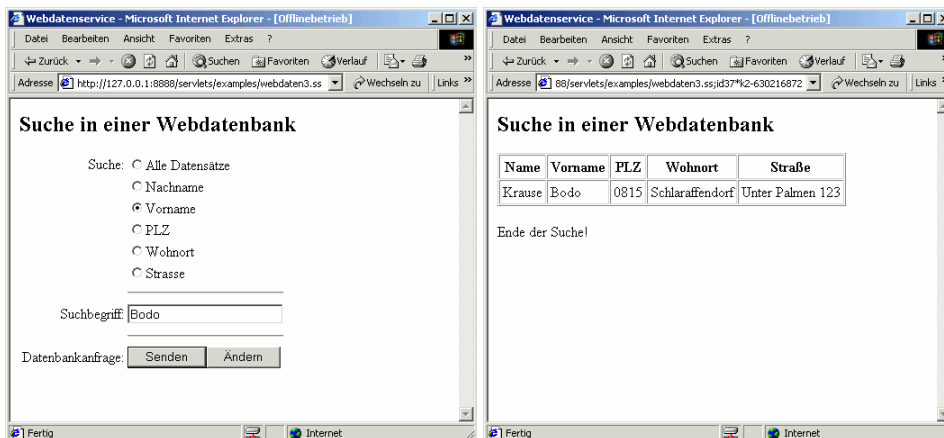 Webdatenservice - Microsoft Internet Explorer - [Offlinebetrieb]
Datei Bearbeiten Ansicht Favoriten Extras ?
Zurück Suchen Favoriten Verlauf »
Adresse http://127.0.0.1:8888/servlets/examples/webdaten3.ss Wechseln zu Links
Suche in einer Webdatenbank
Suche: Alle Datensätze
Nachname
Vorname
PLZ
Wohnort
Strasse
Suchbegriff: Bodo
Datenbankanfrage: Senden Ändern
Fertig Internet
Webdatenservice - Microsoft Internet Explorer - [Offlinebetrieb]
Datei Bearbeiten Ansicht Favoriten Extras ?
Zurück Suchen Favoriten Verlauf »
Adresse 88/servlets/examples/webdaten3.ss;id37*k2-630216872 Wechseln zu Links »
Suche in einer Webdatenbank
Name Vorname PLZ Wohnort Straße
Krause Bodo 0815 Schlaraffendorf Unter Palmen 123
Ende der Suche!
Fertig Internet